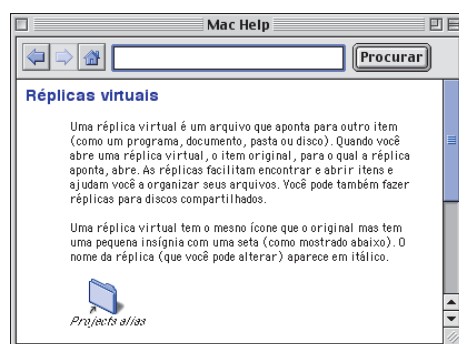 Mac Help
Procurar
Réplicas virtuais
Uma réplica virtual é um arquivo que aponta para outro item
(como um programa, documento, pasta ou disco). Quando você
abre uma réplica virtual, o item original, para o qual a réplica
aponta, abre. As réplicas facilitam encontrar e abrir itens e
ajudam você a organizar seus arquivos. Você pode também fazer
réplicas para discos compartilhados.
Uma réplica virtual tem o mesno ícone que o original mas tem
uma pequena insígnia com uma seta (como mostrado abaixo). O
nome da réplica (que você pode alterar) aparece em itálico.
Projects alias